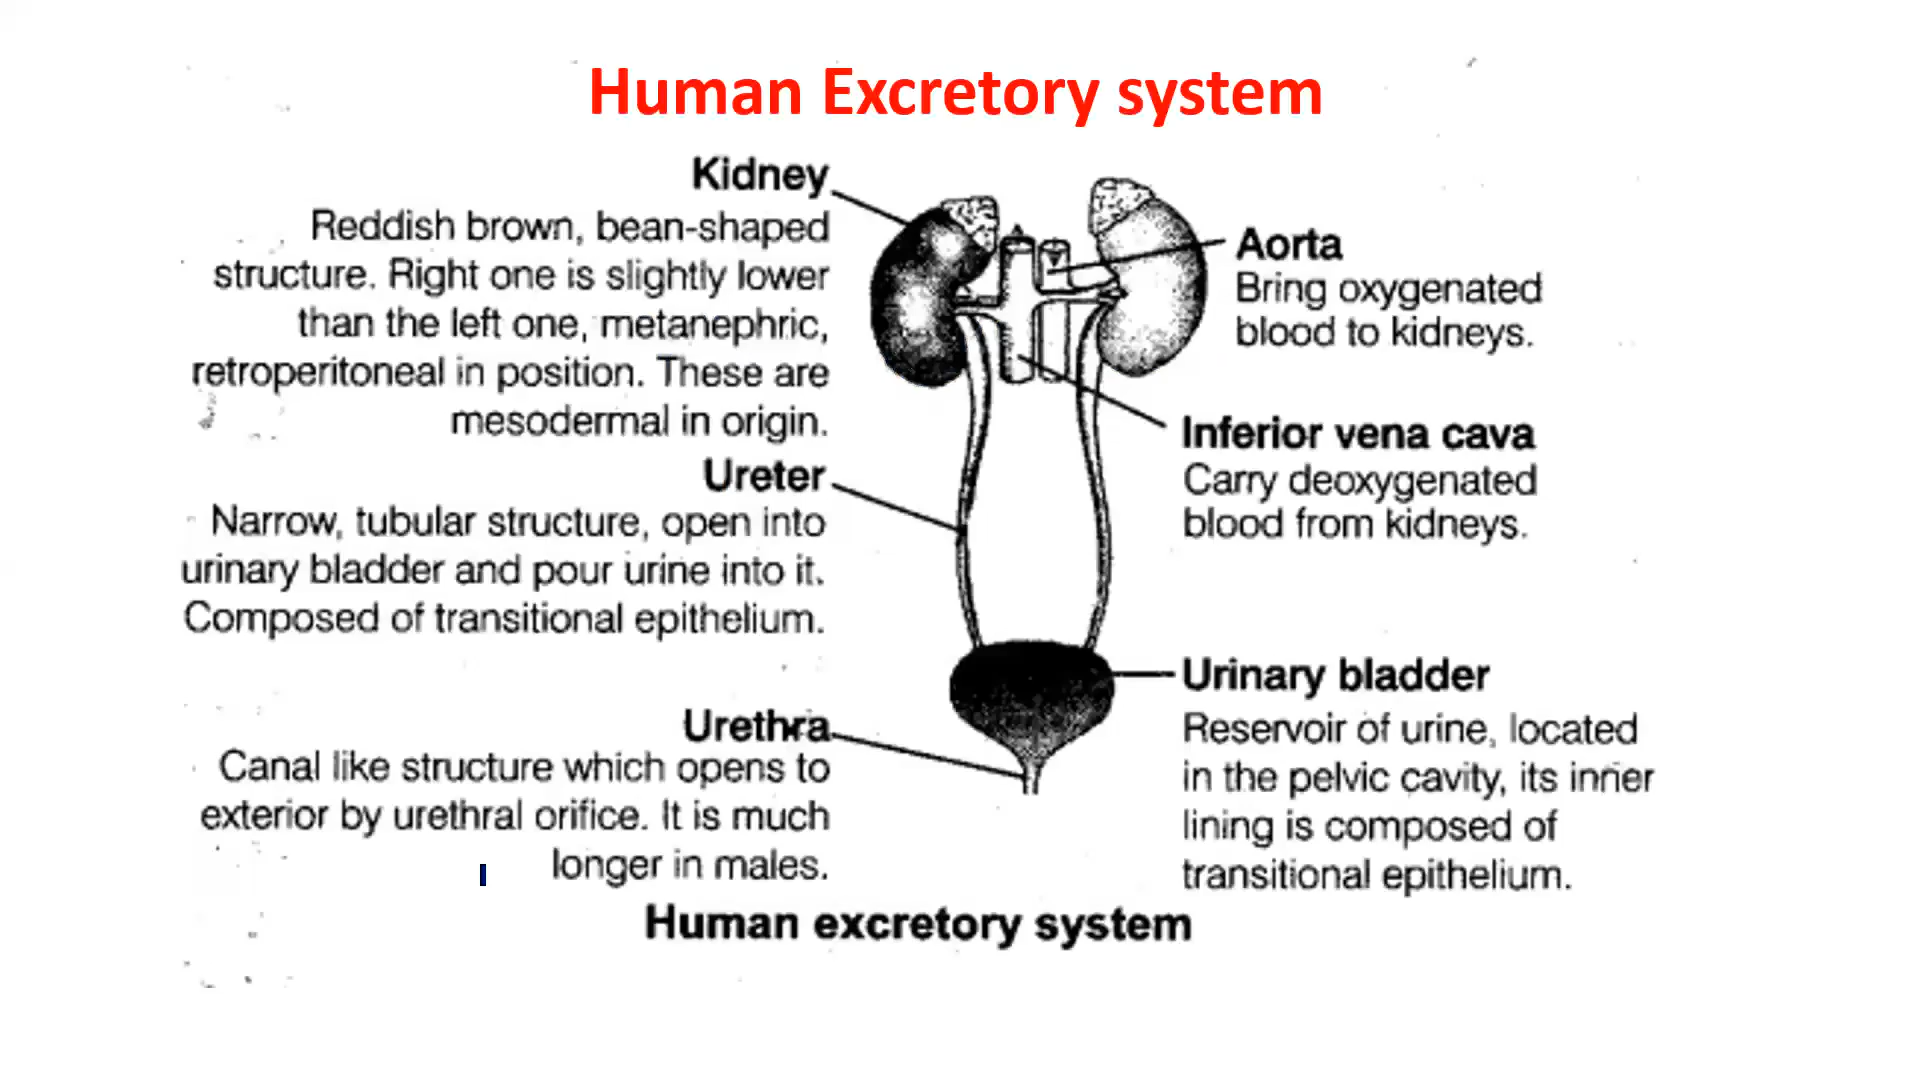 Human Excretory system
Kidney
Reddish brown, bean-shaped
structure. Right one is slightly lower
than the left one, metanephric,
retroperitoneal in position. These are
mesodermal in origin.
Ureter
Narrow, tubular structure, open into
urinary bladder and pour urine into it.
Composed of transitional epithelium.
Urethra
Canal like structure which opens to
exterior by urethral orifice. It is much
longer in males.
Aorta
Bring oxygenated
blood to kidneys.
Inferior vena cava
Carry deoxygenated
blood from kidneys.
Urinary bladder
Reservoir of urine, located
in the pelvic cavity, its inner
lining is composed of
transitional epithelium.
Human excretory system